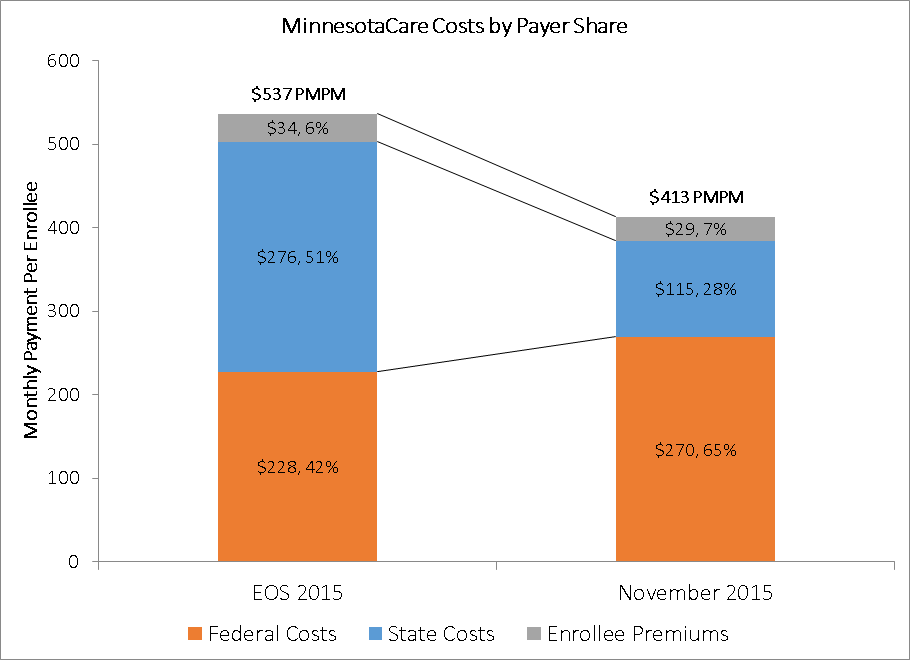 MinnesotaCare Costs by Payer Share
Monthly Payment Per Enrollee
600
500
400
300
200
100
0
$537 PMPM
$34, 6%
$276, 51%
$228, 42%
$413 PMPM
$29, 7%
$115, 28%
$270, 65%
EOS 2015
November 2015
Federal Costs
State Costs
Enrollee Premiums